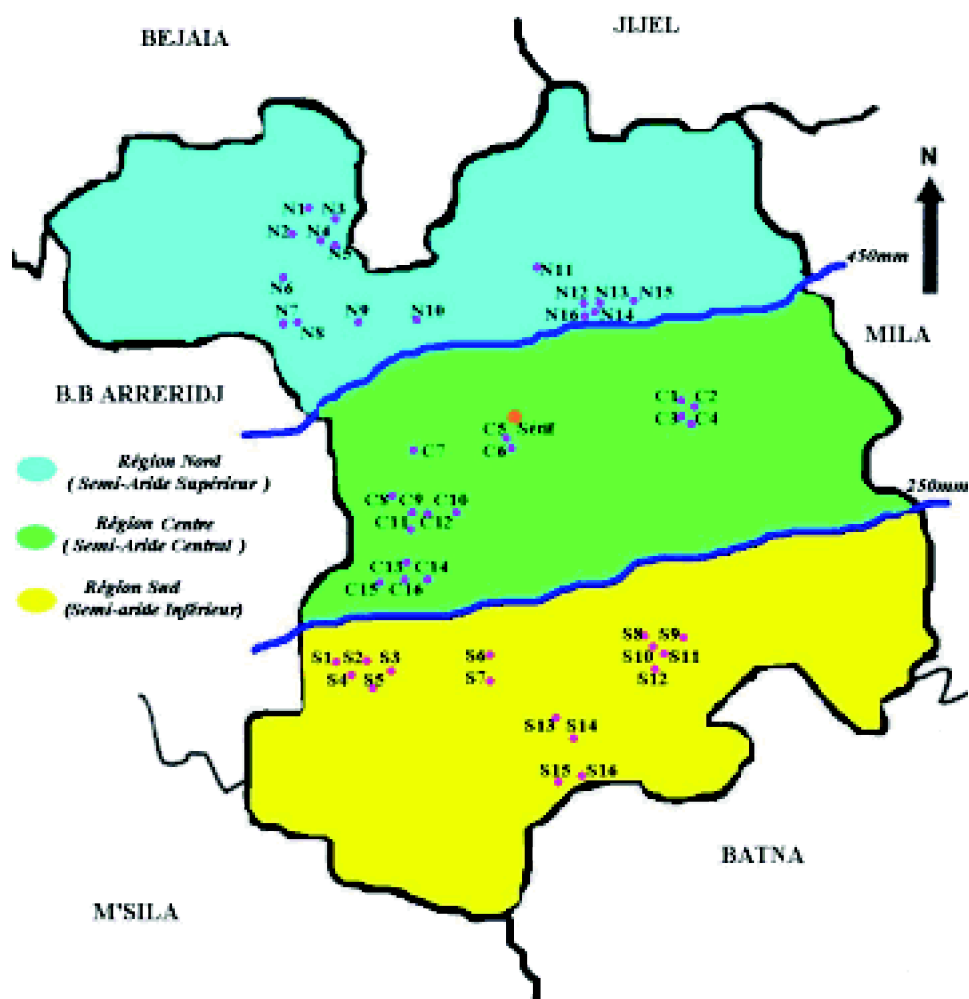 JIJEL
BEJAIA
N
N1 N3
N2 N4
N5
450mm
N11
N6
N12 N13 N15
N7 N9 N10
N16 N14
N8
MILA
B.B ARRERIDJ
C1 C2
C3 C4
C5 Setif
C7 C6
Région Nord
( Semi-Aride Supérieur )
250mm
C8 C9 C10
C11 C12
Région Centre
( Semi-Aride Central )
C13 C14
C15 C16
Région Sud
(Semi-aride Inférieur)
S8 S9
S1 S2 S3 S6 S10 S11
S4 S5 S7 S12
S13 S14
S15 S16
BATNA
M'SILA